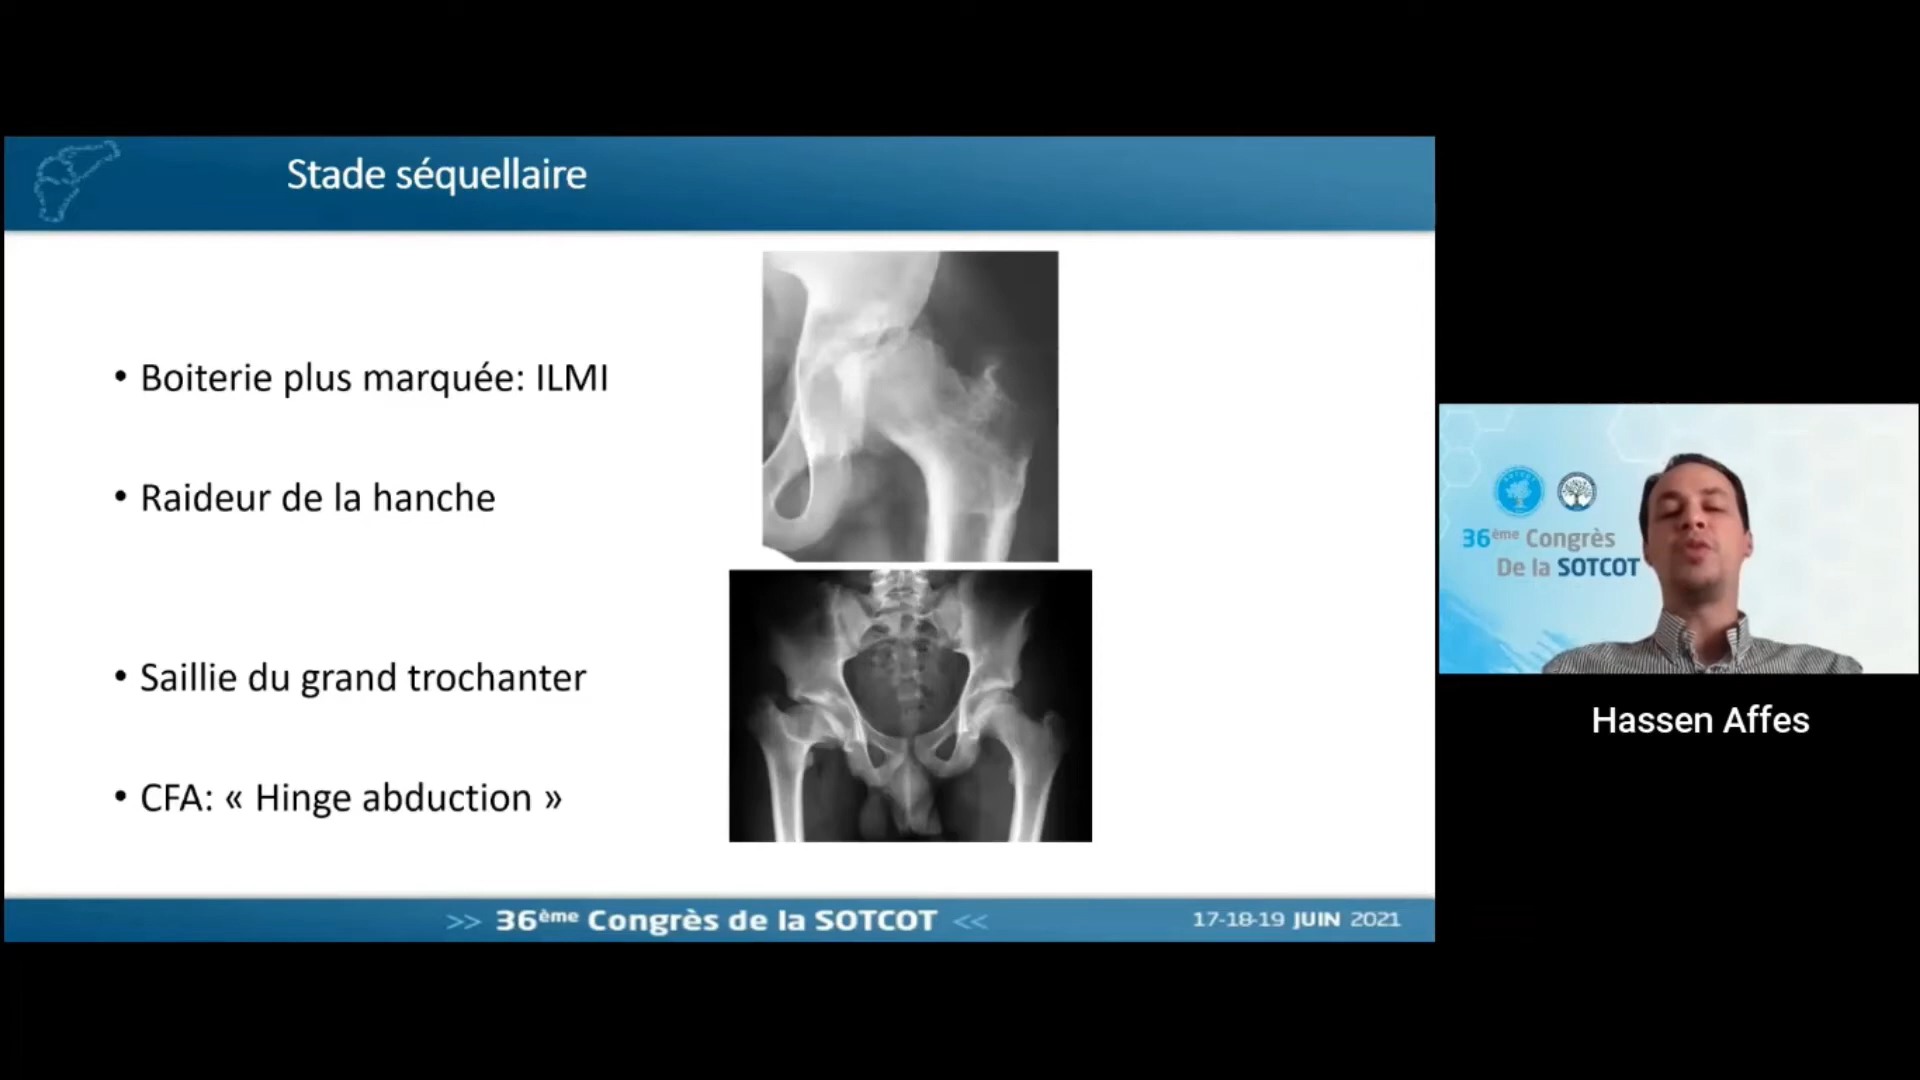 Stade séquellaire
• Boiterie plus marquée: ILMI
• Raideur de la hanche
• Saillie du grand trochanter
• CFA: « Hinge abduction »
>> 36ème Congrès de la SOTCOT <<
17-18-19 JUIN 2021
36ème Congrès
De la SOTCOT
Hassen Affes